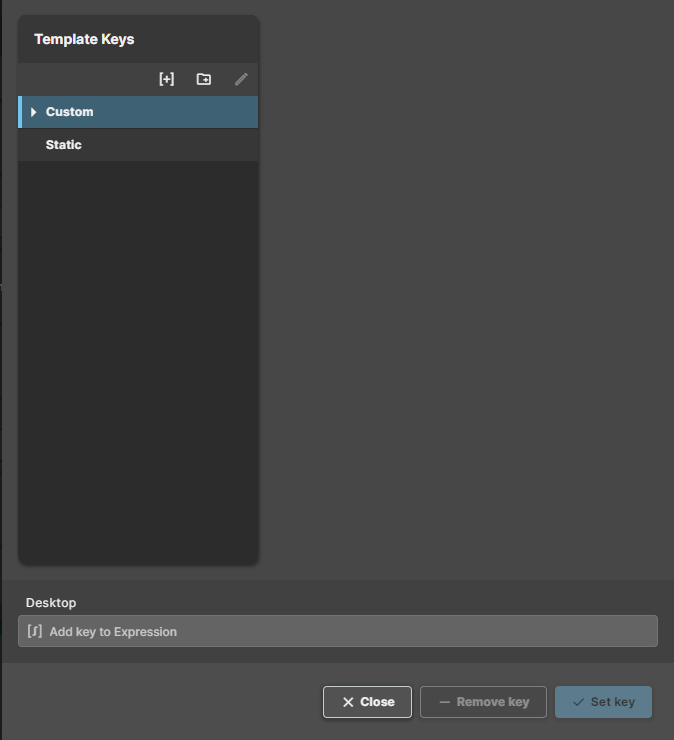 Template Keys
Custom
Static
Desktop
Add key to Expression
Close
Remove key
Set key